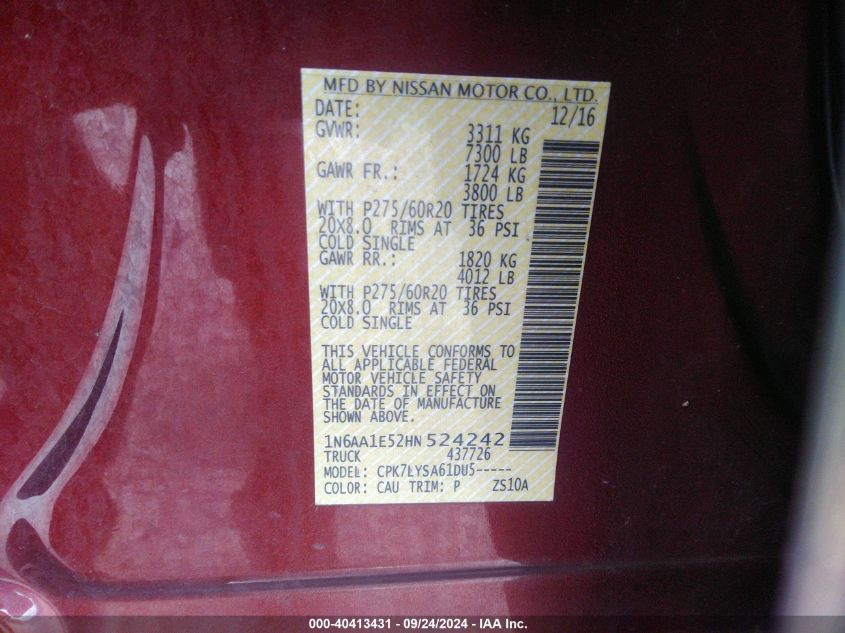 MFD BY NISSAN MOTOR CO., LTD.
DATE: 12/16
GVWR: 3311 KG
7300 LB
GAWR FR.: 1724 KG
3800 LB
WITH P275/60R20 TIRES
20X8.0 RIMS AT 36 PSI
COLD SINGLE
GAWR RR.: 1820 KG
4012 LB
WITH P275/60R20 TIRES
20X8.0 RIMS AT 36 PSI
COLD SINGLE
THIS VEHICLE CONFORMS TO
ALL APPLICABLE FEDERAL
MOTOR VEHICLE SAFETY
STANDARDS IN EFFECT ON
THE DATE OF MANUFACTURE
SHOWN ABOVE.
1N6AA1E52HN524242
TRUCK 437726
MODEL: CPK7LYSA61DU5-----
COLOR: CAU TRIM: P ZS10A
000-40413431 - 09/24/2024 - IAA Inc.